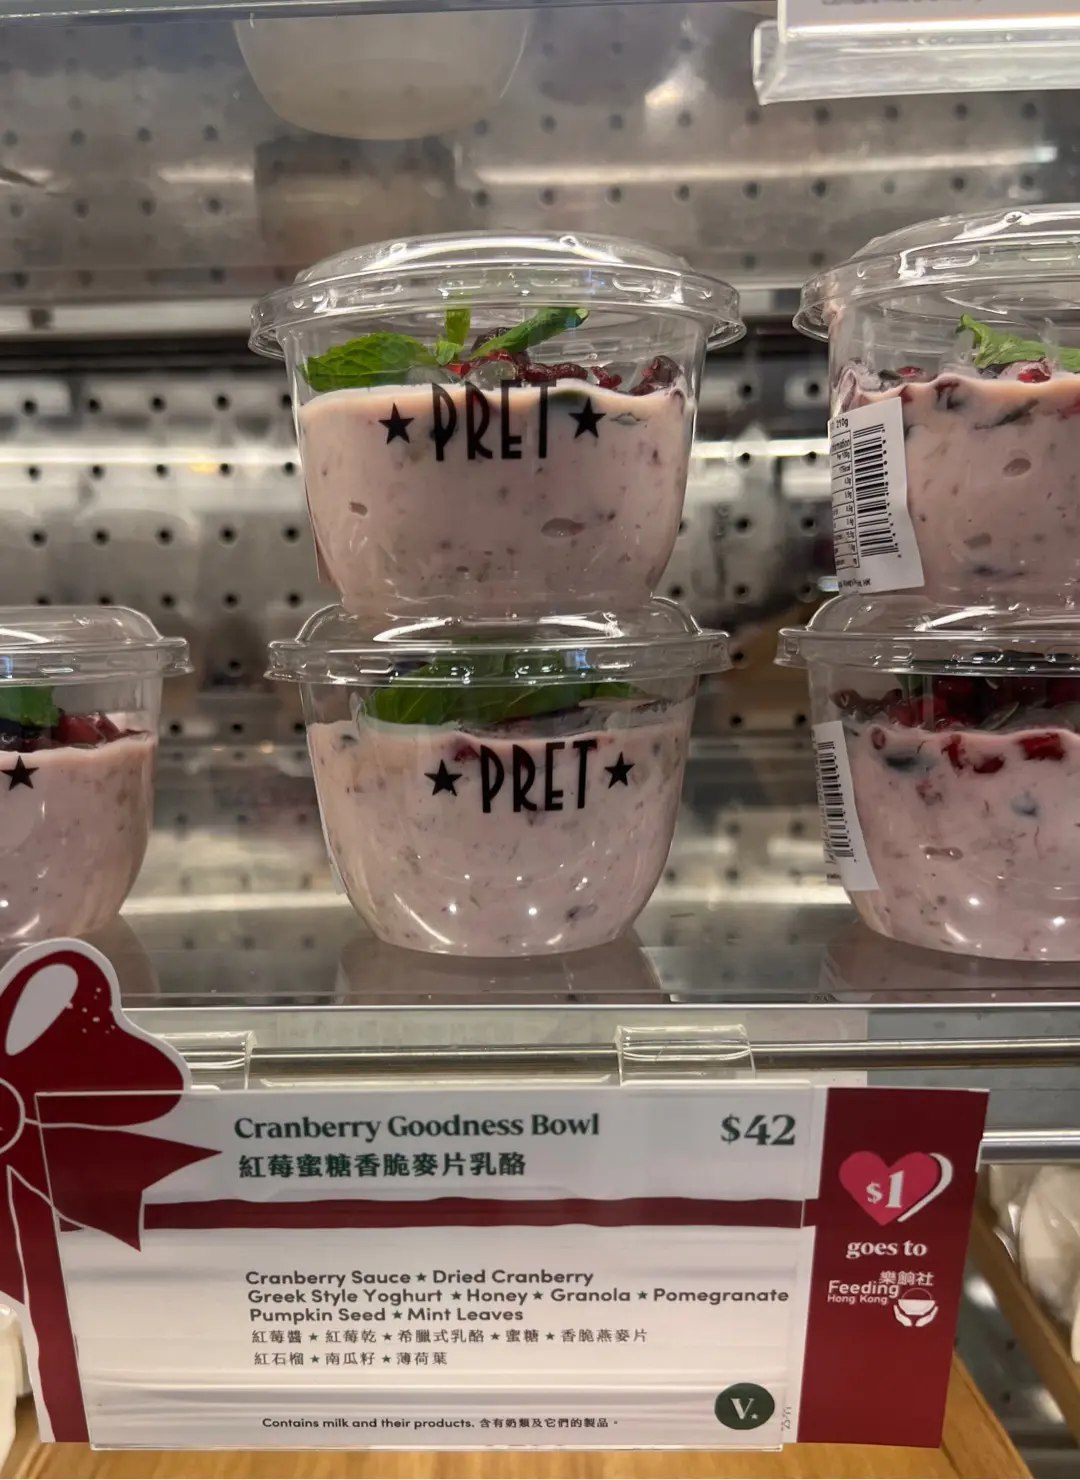 ★ PRET ★
210g
★ PRET ★
★
Cranberry Goodness Bowl
$42
紅莓蜜糖香脆麥片乳酪
Cranberry Sauce ★ Dried Cranberry
Greek Style Yoghurt ★ Honey ★ Granola ★ Pomegranate
Pumpkin Seed ★ Mint Leaves
紅莓醬 ★ 紅莓乾 ★ 希臘式乳酪 ★ 蜜糖 ★ 香脆燕麥片
紅石榴 ★ 南瓜籽 ★ 薄荷葉
Contains milk and their products. 含有奶類及它們的製品。
V.
$1
goes to
樂餉社
Feeding
Hong Kong